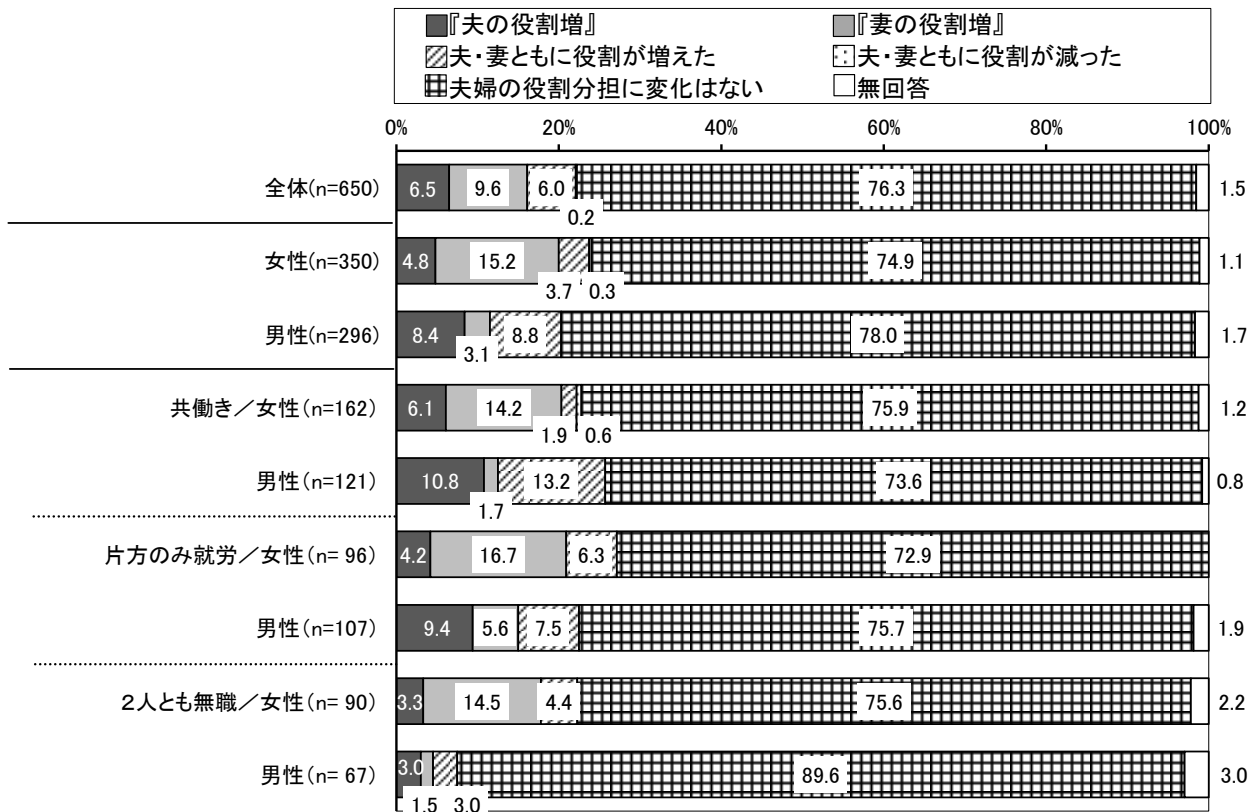 『夫の役割増』 『妻の役割増』
夫・妻ともに役割が増えた 夫・妻ともに役割が減った
夫婦の役割分担に変化はない 無回答
0% 20% 40% 60% 80% 100%
全体(n=650) 6.5 9.6 6.0 76.3 1.5
0.2
女性(n=350) 4.8 15.2 74.9 1.1
3.7 0.3
男性(n=296) 8.4 8.8 78.0 1.7
3.1
共働き／女性(n=162) 6.1 14.2 75.9 1.2
1.9 0.6
男性(n=121) 10.8 13.2 73.6 0.8
1.7
片方のみ就労／女性(n= 96) 4.2 16.7 6.3 72.9
男性(n=107) 9.4 5.6 7.5 75.7 1.9
２人とも無職／女性(n= 90) 3.3 14.5 4.4 75.6 2.2
男性(n= 67) 3.0 89.6 3.0
1.5 3.0